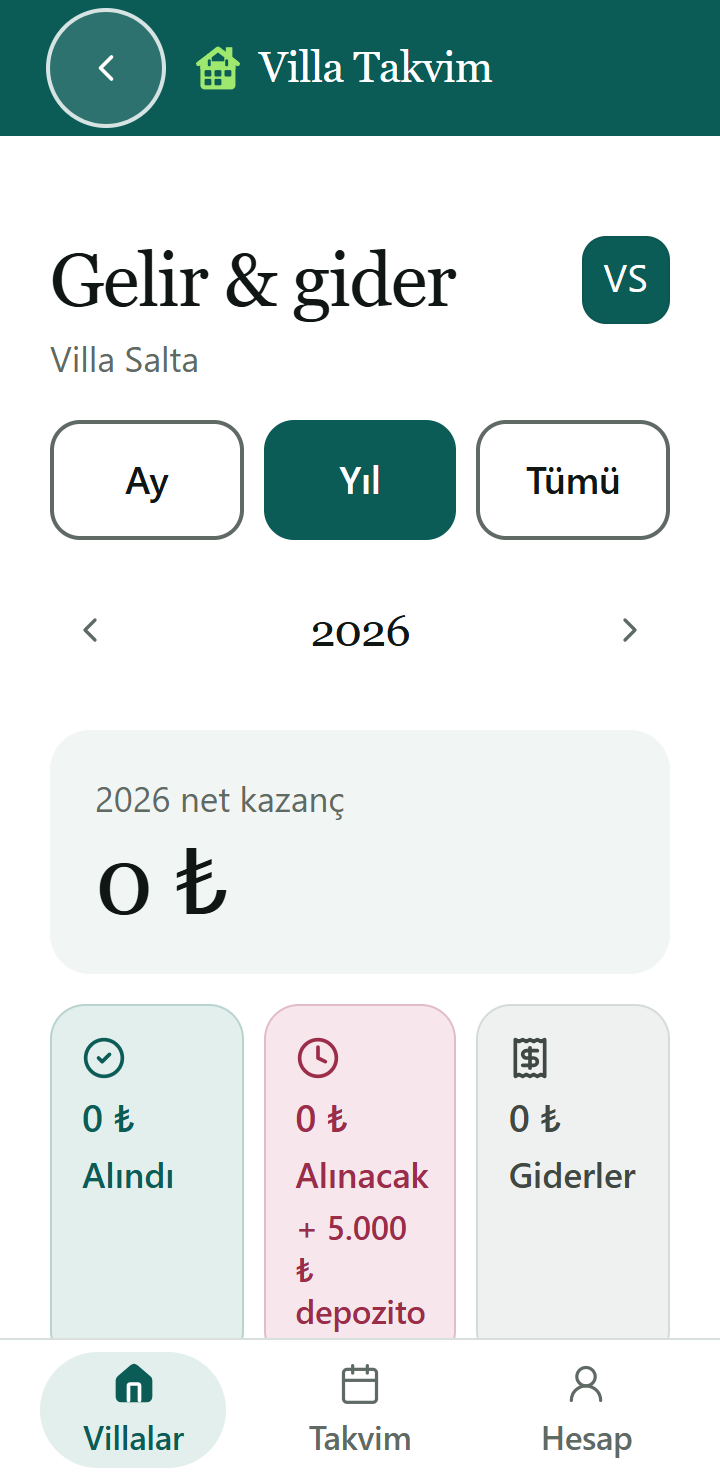 Villa Takvim
Gelir & gider
VS
Villa Salta
Ay
Yıl
Tümü
2026
2026 net kazanç
0 ₺
0 ₺
Alındı
0 ₺
Alınacak
+ 5.000
₺
depozito
0 ₺
Giderler
Villalar
Takvim
Hesap